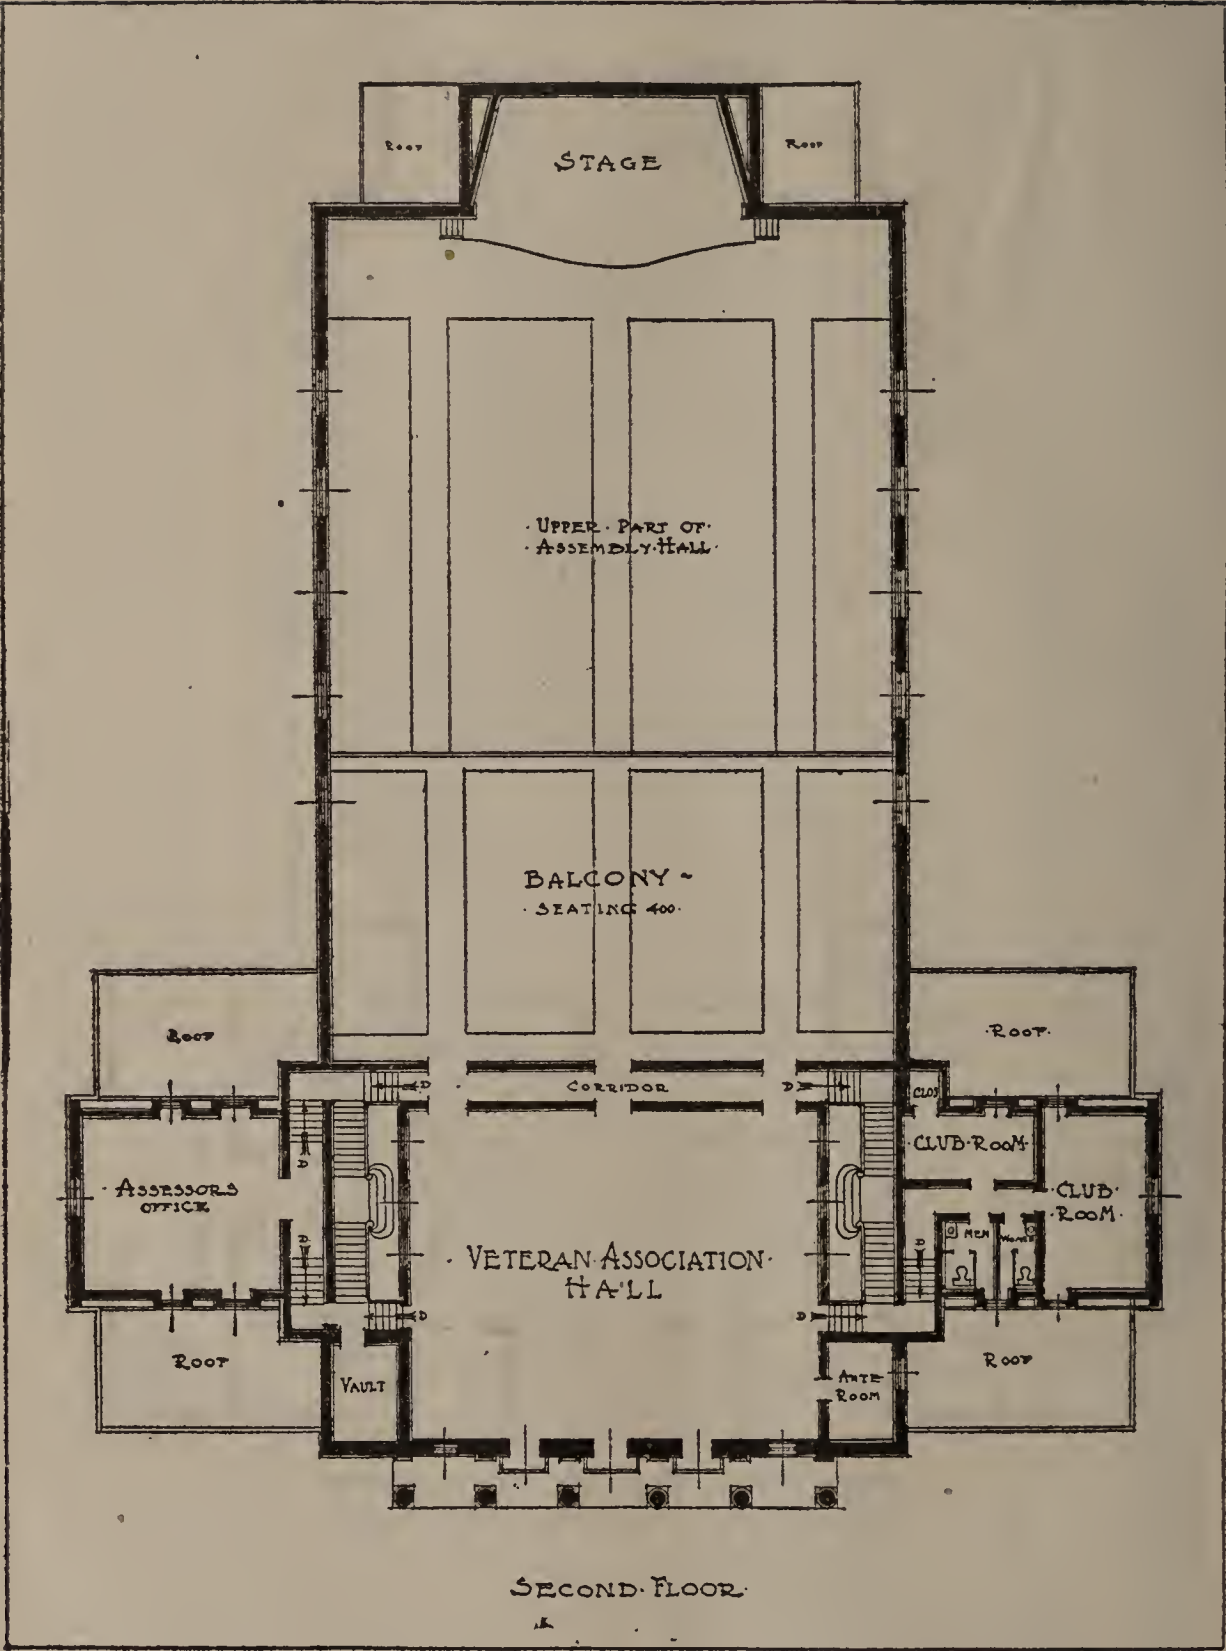 ROOF
STAGE
ROOF
· UPPER · PART OF ·
· ASSEMBLY · HALL ·
BALCONY ~
· SEATING 400 ·
ROOF
· ROOF ·
D
CORRIDOR
D
CLOS
· CLUB · ROOM ·
D
· ASSESSORS
OFFICE
· CLUB ·
· ROOM ·
MEN
WOMEN
D
D
· VETERAN · ASSOCIATION ·
HALL
D
D
ROOF
VAULT
ANTE
ROOM
ROOF
SECOND · FLOOR ·